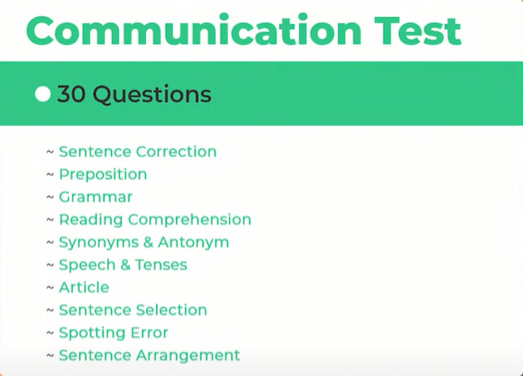 Communication Test
30 Questions
~ Sentence Correction
~ Preposition
~ Grammar
~ Reading Comprehension
~ Synonyms & Antonym
~ Speech & Tenses
~ Article
~ Sentence Selection
~ Spotting Error
~ Sentence Arrangement